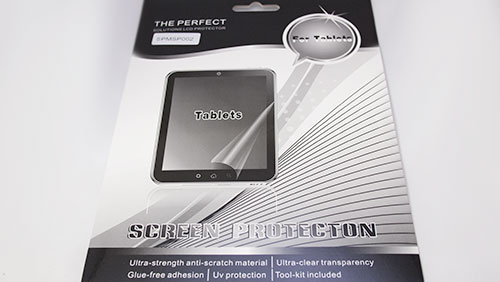 THE PERFECT
SOLUTIONS LCD PROTECTOR
SPMSP002
For Tablets
Tablets
SCREEN PROTECTON
Ultra-strength anti-scratch material | Ultra-clear transparency
Glue-free adhesion | Uv protection | Tool-kit included